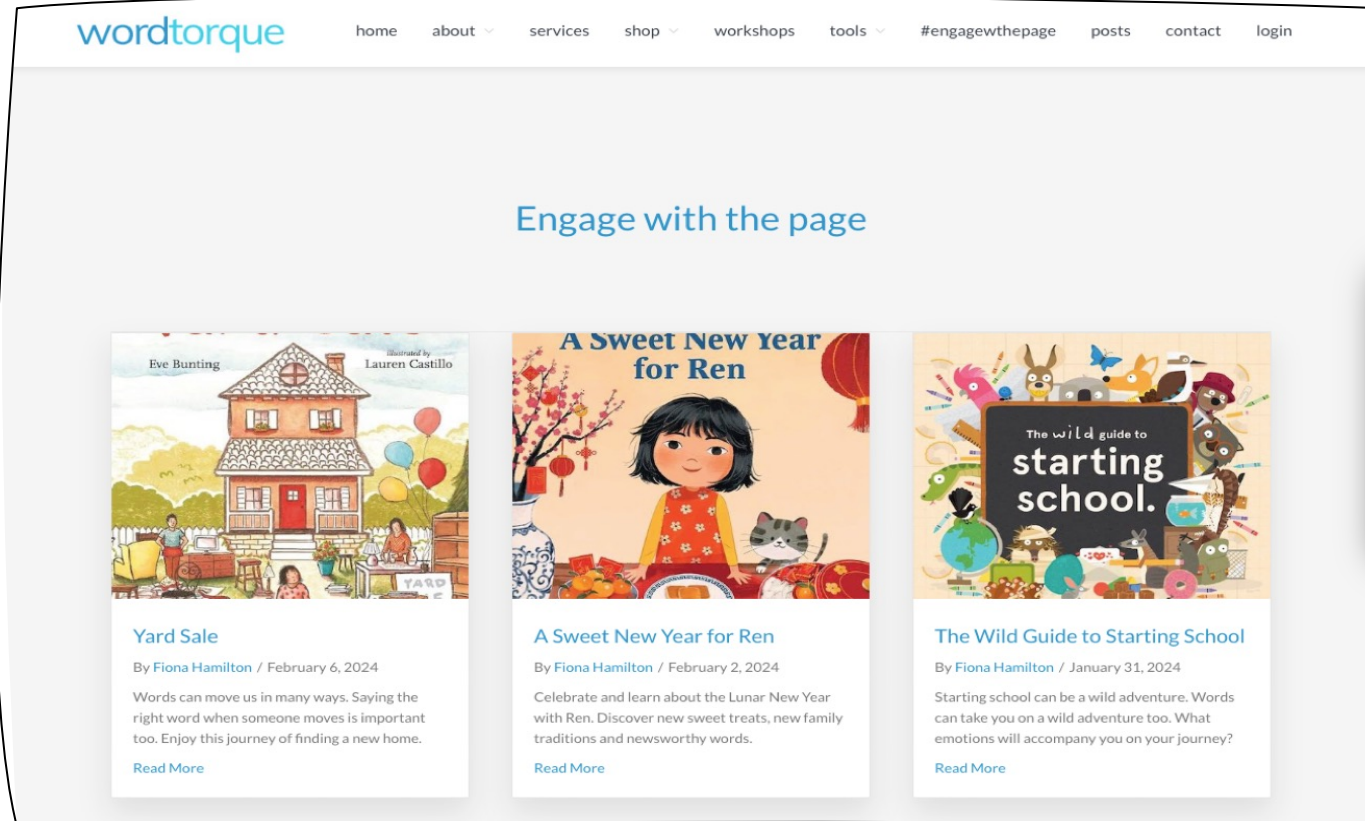 wordtorque
home about services shop workshops tools #engagewthepage posts contact login
Engage with the page
Eve Bunting
illustrated by
Lauren Castillo
YARD
A Sweet New Year
for Ren
The wild guide to
starting
school.
Yard Sale
By Fiona Hamilton / February 6, 2024
Words can move us in many ways. Saying the
right word when someone moves is important
too. Enjoy this journey of finding a new home.
Read More
A Sweet New Year for Ren
By Fiona Hamilton / February 2, 2024
Celebrate and learn about the Lunar New Year
with Ren. Discover new sweet treats, new family
traditions and newsworthy words.
Read More
The Wild Guide to Starting School
By Fiona Hamilton / January 31, 2024
Starting school can be a wild adventure. Words
can take you on a wild adventure too. What
emotions will accompany you on your journey?
Read More